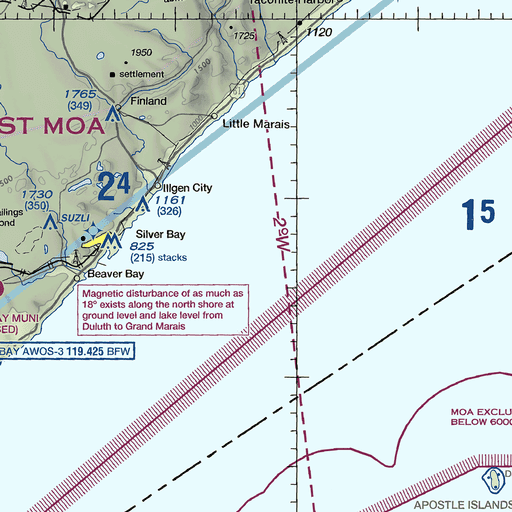 Taconite Harbor
1725
1120
1950
settlement
1500
1765
(349)
Finland
ST MOA
1000
Little Marais
24
Illgen City
1161
(326)
500
1730
(350)
SUZLI
15
2°W
Silver Bay
825
(215) stacks
Beaver Bay
Magnetic disturbance of as much as
18° exists along the north shore at
ground level and lake level from
Duluth to Grand Marais
AY MUNI
SED)
BAY AWOS-3 119.425 BFW
MOA EXCLU
BELOW 6000
APOSTLE ISLANDS